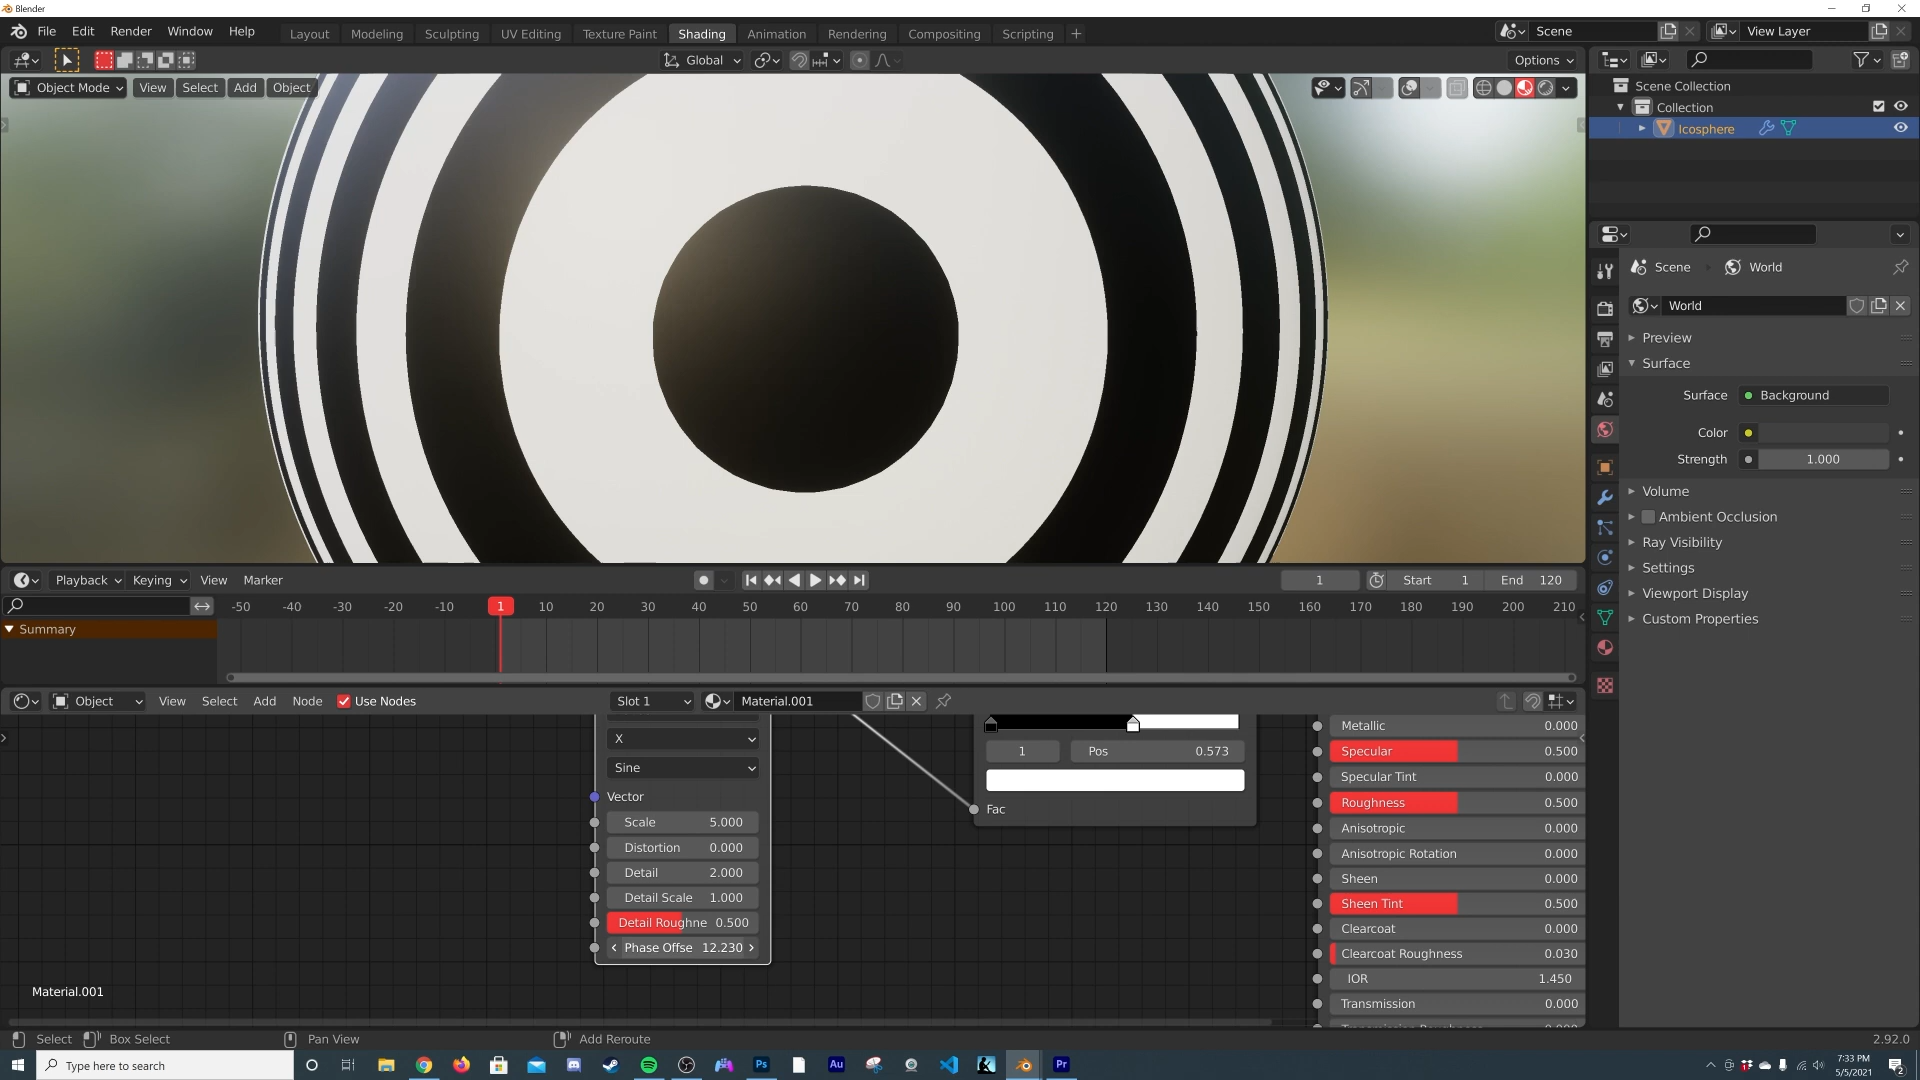 Blender
File Edit Render Window Help
Layout Modeling Sculpting UV Editing Texture Paint Shading Animation Rendering Compositing Scripting +
Scene
View Layer
Global
Options
Object Mode View Select Add Object
Scene Collection
Collection
Icosphere
Scene World
World
Preview
Surface
Surface Background
Color
Strength 1.000
Volume
Ambient Occlusion
Ray Visibility
Settings
Viewport Display
Custom Properties
Playback Keying View Marker
1 Start 1 End 120
-50 -40 -30 -20 -10 1 10 20 30 40 50 60 70 80 90 100 110 120 130 140 150 160 170 180 190 200 210
Summary
Object View Select Add Node Use Nodes Slot 1 Material.001
X
Sine
Vector
Scale 5.000
Distortion 0.000
Detail 2.000
Detail Scale 1.000
Detail Roughne 0.500
Phase Offse 12.230
1 Pos 0.573
Fac
Metallic 0.000
Specular 0.500
Specular Tint 0.000
Roughness 0.500
Anisotropic 0.000
Anisotropic Rotation 0.000
Sheen 0.000
Sheen Tint 0.500
Clearcoat 0.000
Clearcoat Roughness 0.030
IOR 1.450
Transmission 0.000
Material.001
Select Box Select Pan View Add Reroute 2.92.0
Type here to search
Ps
Au
Pr
7:33 PM
5/5/2021
2